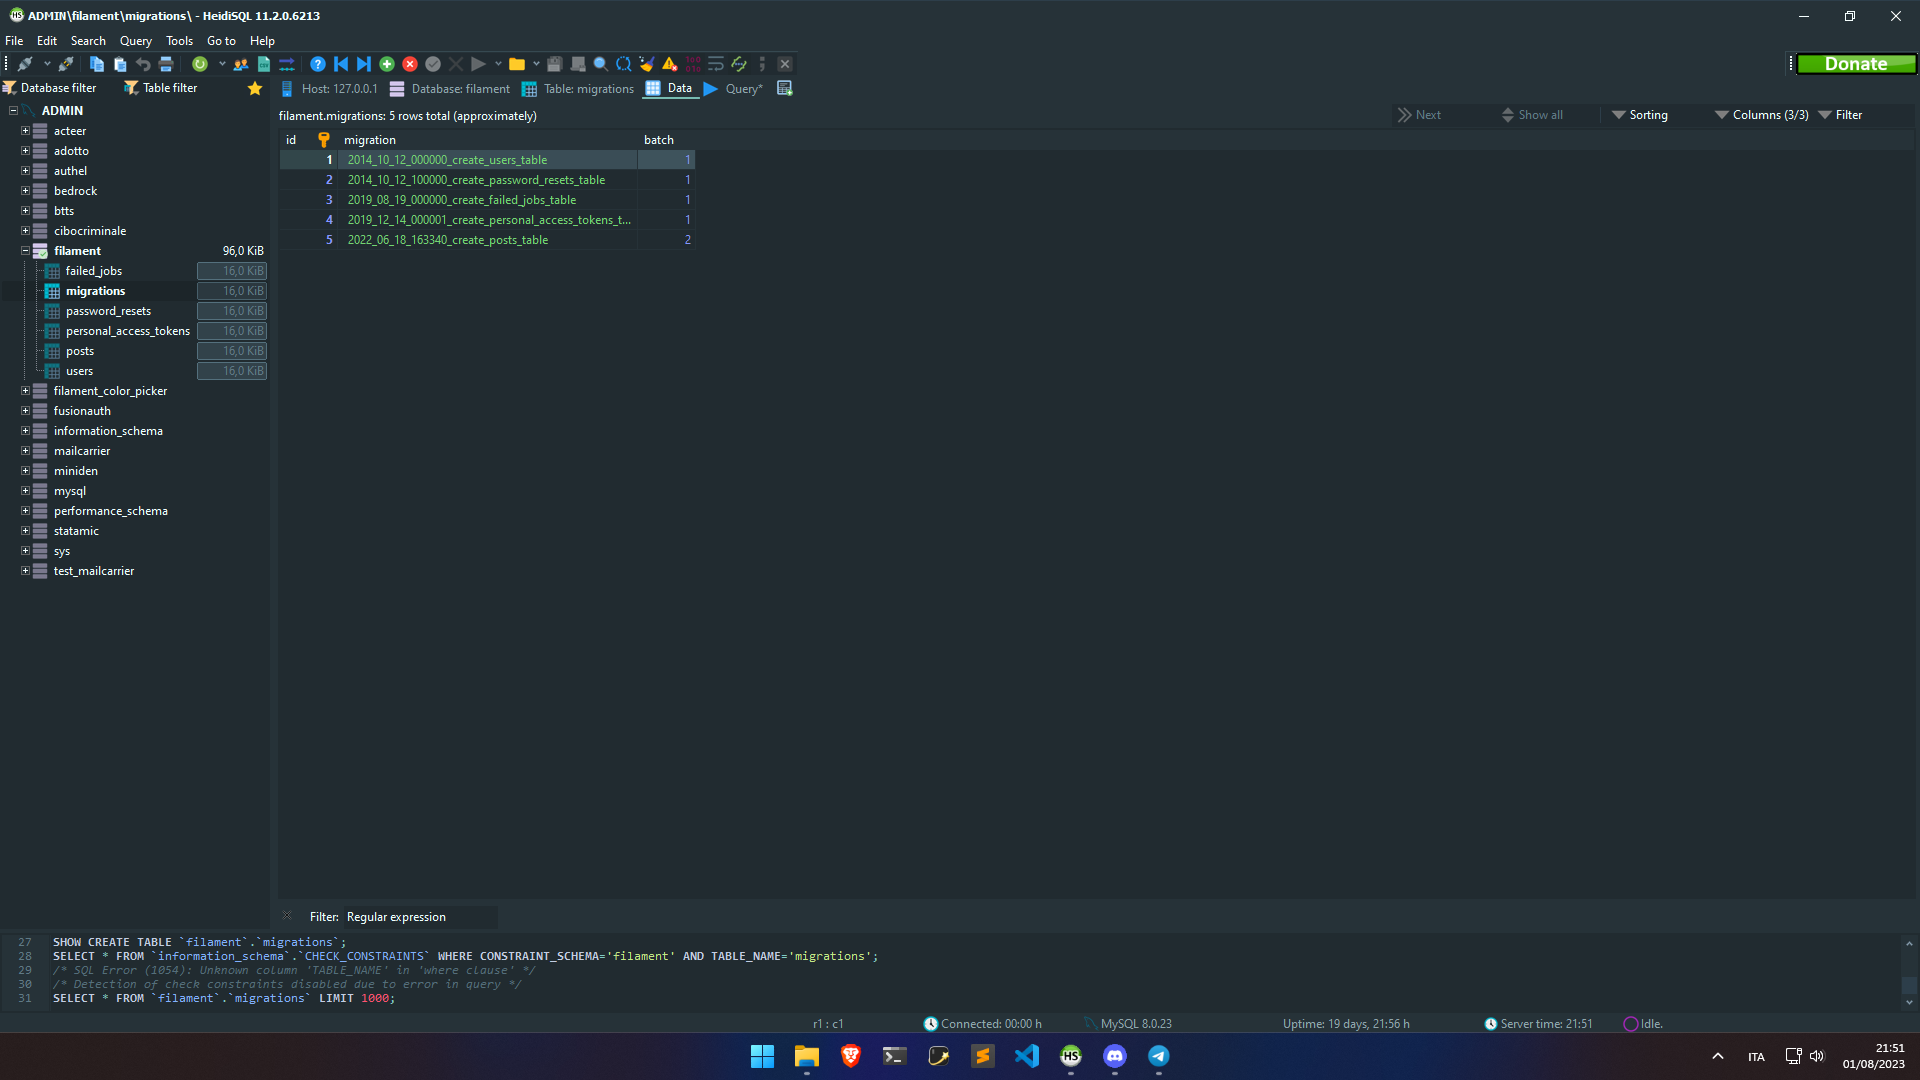 ADMIN\filament\migrations\ - HeidiSQL 11.2.0.6213
File Edit Search Query Tools Go to Help
Donate
Database filter Table filter
Host: 127.0.0.1 Database: filament Table: migrations Data Query*
filament.migrations: 5 rows total (approximately)
Next Show all Sorting Columns (3/3) Filter
ADMIN
acteer
adotto
authel
bedrock
btts
cibocriminale
filament 96,0 KiB
failed_jobs 16,0 KiB
migrations 16,0 KiB
password_resets 16,0 KiB
personal_access_tokens 16,0 KiB
posts 16,0 KiB
users 16,0 KiB
filament_color_picker
fusionauth
information_schema
mailcarrier
miniden
mysql
performance_schema
statamic
sys
test_mailcarrier
id migration batch
1 2014_10_12_000000_create_users_table 1
2 2014_10_12_100000_create_password_resets_table 1
3 2019_08_19_000000_create_failed_jobs_table 1
4 2019_12_14_000001_create_personal_access_tokens_t... 1
5 2022_06_18_163340_create_posts_table 2
Filter: Regular expression
27 SHOW CREATE TABLE `filament`.`migrations`;
28 SELECT * FROM `information_schema`.`CHECK_CONSTRAINTS` WHERE CONSTRAINT_SCHEMA='filament' AND TABLE_NAME='migrations';
29 /* SQL Error (1054): Unknown column 'TABLE_NAME' in 'where clause' */
30 /* Detection of check constraints disabled due to error in query */
31 SELECT * FROM `filament`.`migrations` LIMIT 1000;
r1 : c1 Connected: 00:00 h MySQL 8.0.23 Uptime: 19 days, 21:56 h Server time: 21:51 Idle.
HS
ITA
21:51
01/08/2023